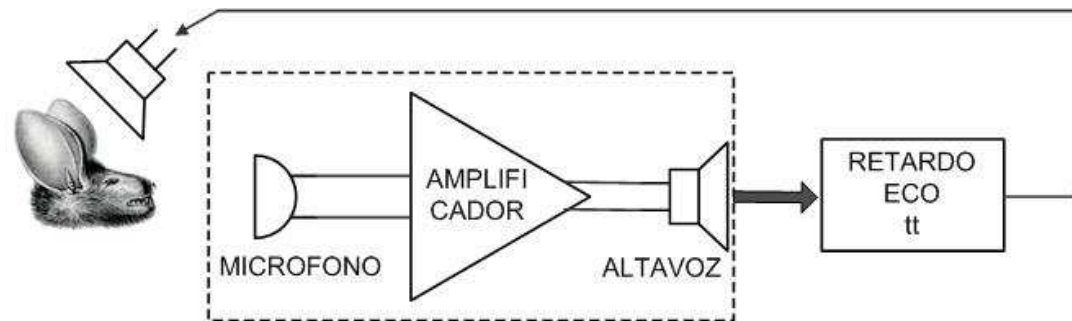 AMPLIFI
CADOR
MICROFONO
ALTAVOZ
RETARDO
ECO
tt